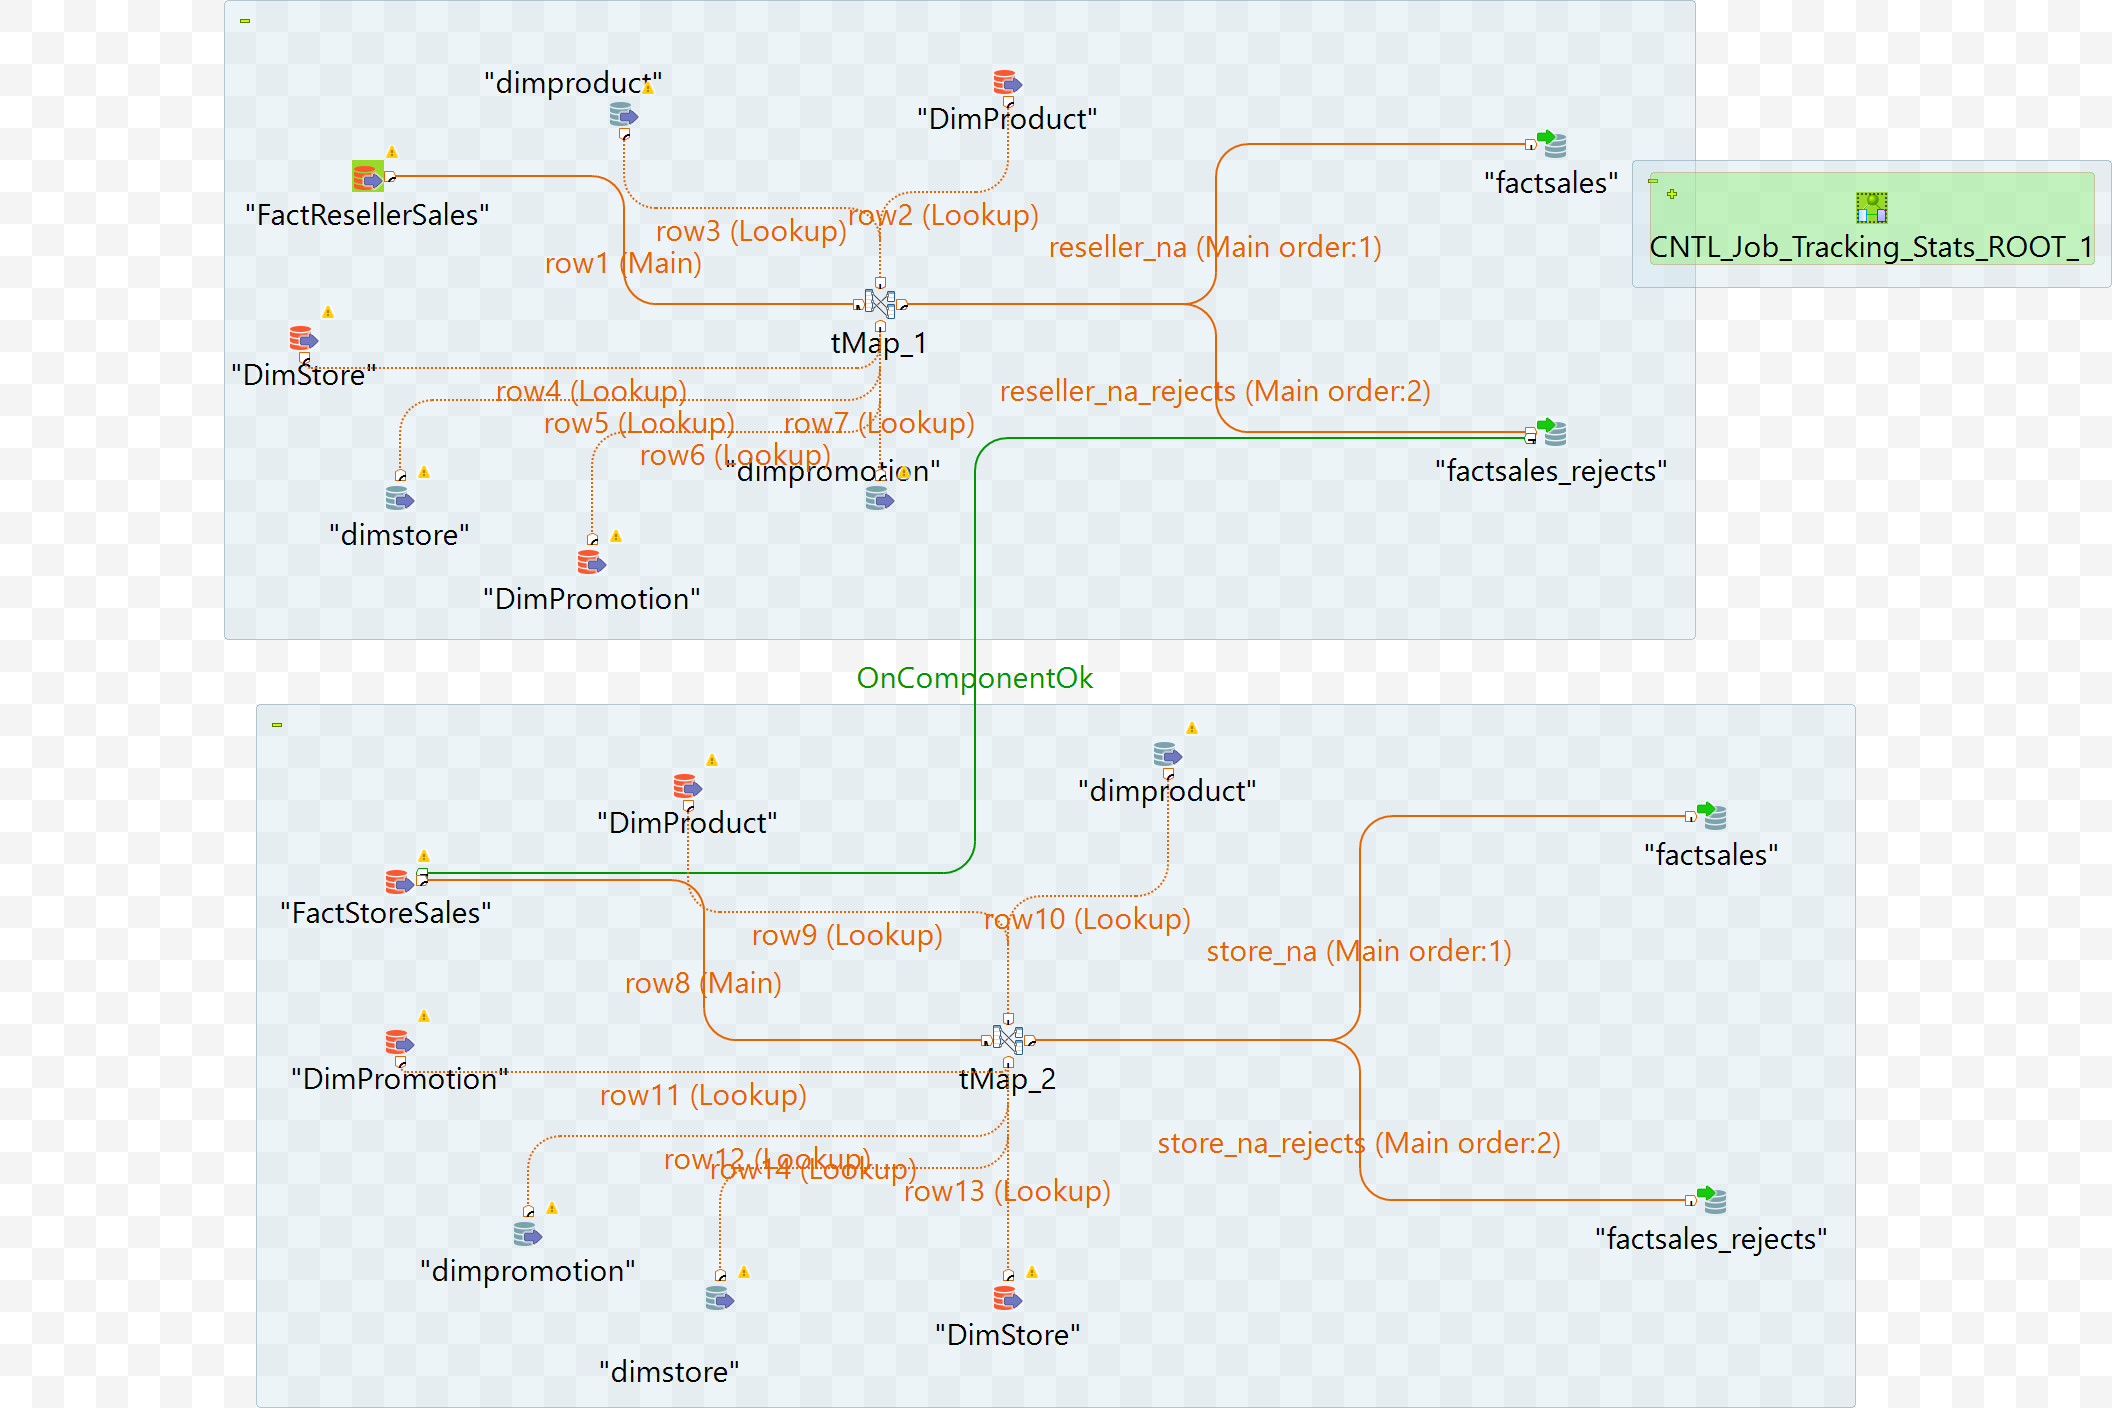 "dimproduct"
"DimProduct"
"factsales"
"FactResellerSales"
row2 (Lookup)
row3 (Lookup)
reseller_na (Main order:1)
CNTL_Job_Tracking_Stats_ROOT_1
row1 (Main)
tMap_1
"DimStore"
row4 (Lookup)
reseller_na_rejects (Main order:2)
row5 (Lookup)
row7 (Lookup)
row6 (Lookup)
"dimpromotion"
"factsales_rejects"
"dimstore"
"DimPromotion"
OnComponentOk
"dimproduct"
"DimProduct"
"factsales"
"FactStoreSales"
row10 (Lookup)
row9 (Lookup)
store_na (Main order:1)
row8 (Main)
"DimPromotion"
tMap_2
row11 (Lookup)
store_na_rejects (Main order:2)
row12 (Lookup)
row14 (Lookup)
row13 (Lookup)
"factsales_rejects"
"dimpromotion"
"DimStore"
"dimstore"